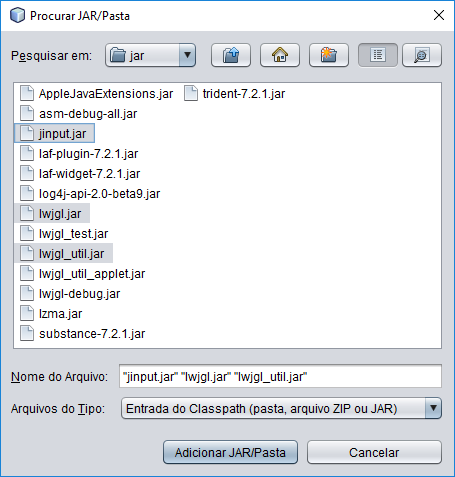 Procurar JAR/Pasta
Pesquisar em: jar
AppleJavaExtensions.jar trident-7.2.1.jar
asm-debug-all.jar
jinput.jar
laf-plugin-7.2.1.jar
laf-widget-7.2.1.jar
log4j-api-2.0-beta9.jar
lwjgl.jar
lwjgl_test.jar
lwjgl_util.jar
lwjgl_util_applet.jar
lwjgl-debug.jar
lzma.jar
substance-7.2.1.jar
Nome do Arquivo: "jinput.jar" "lwjgl.jar" "lwjgl_util.jar"
Arquivos do Tipo: Entrada do Classpath (pasta, arquivo ZIP ou JAR)
Adicionar JAR/Pasta Cancelar